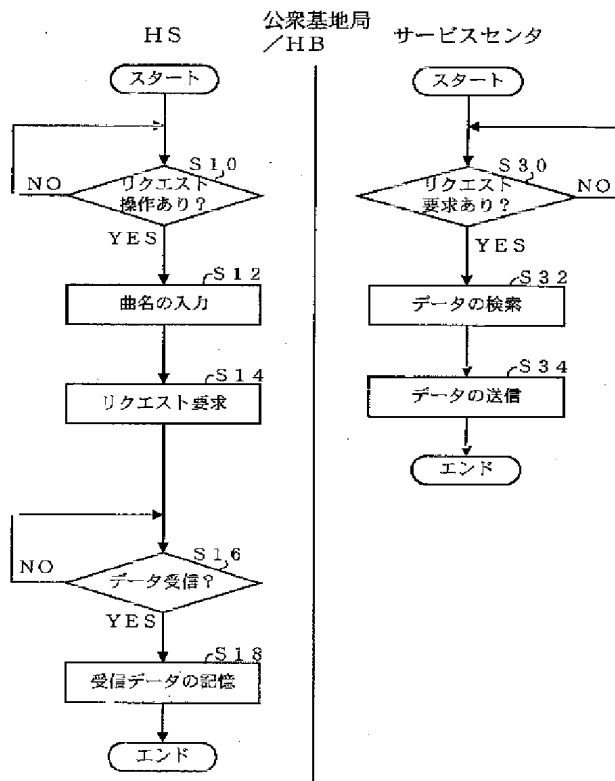 公衆基地局
／HB
HS
スタート
S10
リクエスト
操作あり？
NO
YES
S12
曲名の入力
S14
リクエスト要求
S16
データ受信？
NO
YES
S18
受信データの記憶
エンド
サービスセンタ
スタート
S30
リクエスト
要求あり？
NO
YES
S32
データの検索
S34
データの送信
エンド